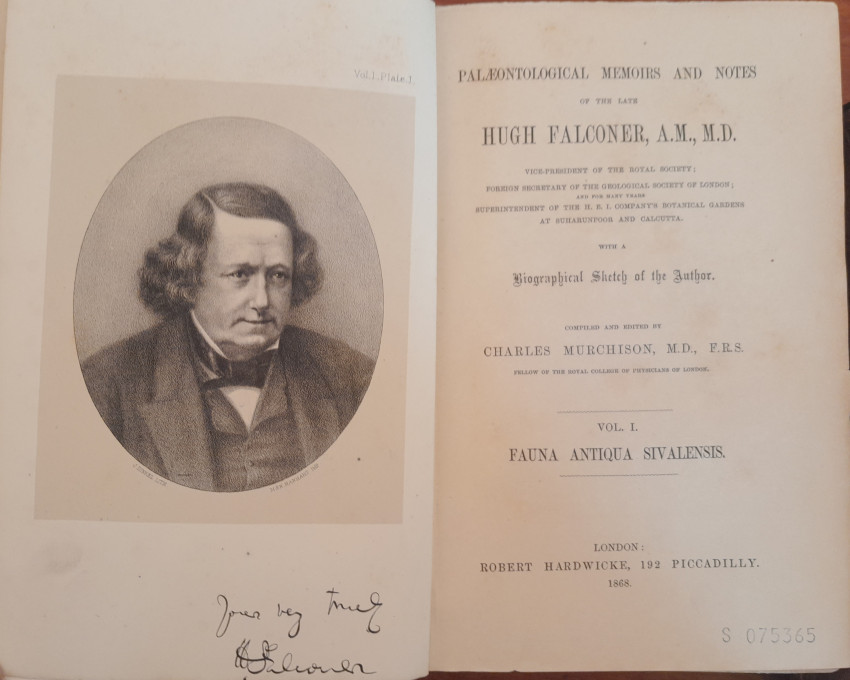 Vol. I. Plate. I.
Yours very truly
H Falconer
PALÆONTOLOGICAL MEMOIRS AND NOTES
OF THE LATE
HUGH FALCONER, A.M., M.D.
VICE-PRESIDENT OF THE ROYAL SOCIETY;
FOREIGN SECRETARY OF THE GEOLOGICAL SOCIETY OF LONDON;
AND FOR MANY YEARS
SUPERINTENDENT OF THE H. E. I. COMPANY'S BOTANICAL GARDENS
AT SUHARUNPOOR AND CALCUTTA.
WITH A
Biographical Sketch of the Author.
COMPILED AND EDITED BY
CHARLES MURCHISON, M.D., F.R.S.
FELLOW OF THE ROYAL COLLEGE OF PHYSICIANS OF LONDON.
VOL. I.
FAUNA ANTIQUA SIVALENSIS.
LONDON:
ROBERT HARDWICKE, 192 PICCADILLY.
1868.
S 075365